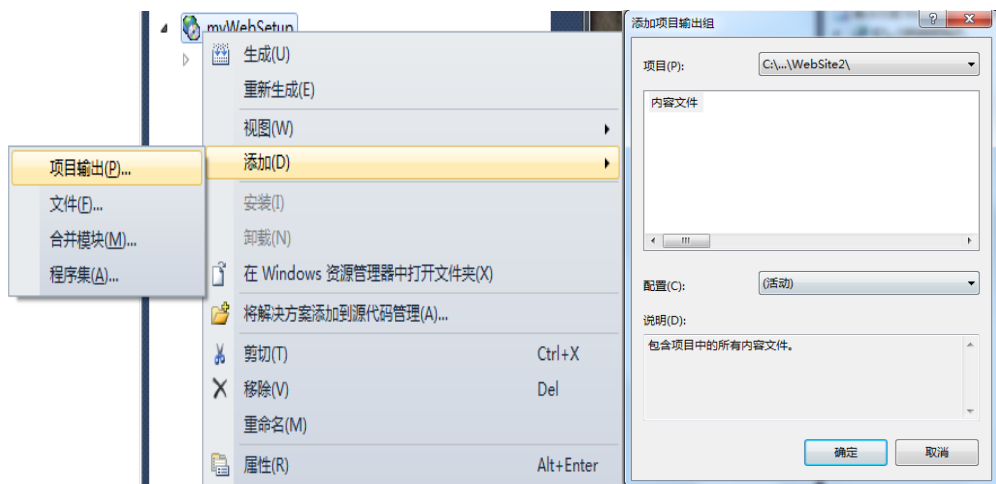 myWebSetup
生成(U)
重新生成(E)
视图(W)
添加(D)
安装(I)
卸载(N)
在 Windows 资源管理器中打开文件夹(X)
将解决方案添加到源代码管理(A)...
剪切(T) Ctrl+X
移除(V) Del
重命名(M)
属性(R) Alt+Enter
项目输出(P)...
文件(F)...
合并模块(M)...
程序集(A)...
添加项目输出组
项目(P): C:\...\WebSite2\
内容文件
配置(C): (活动)
说明(D):
包含项目中的所有内容文件。
确定 取消